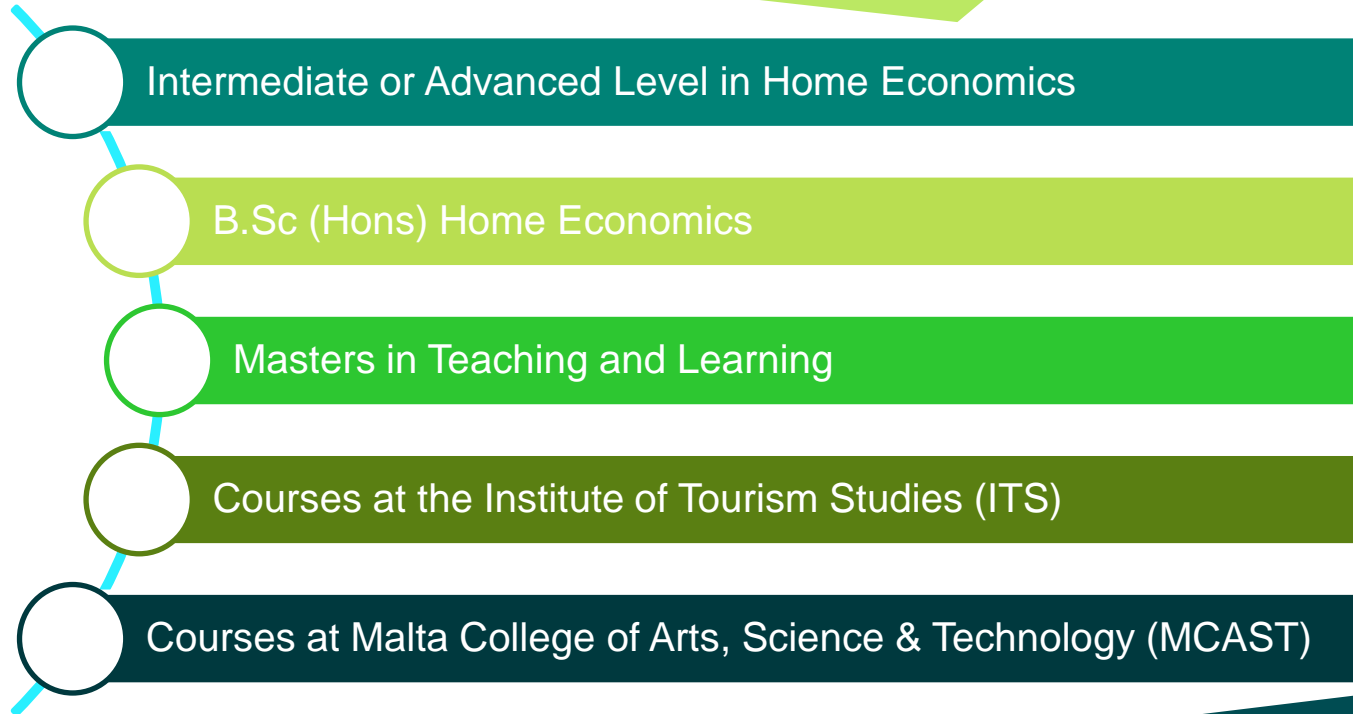 Intermediate or Advanced Level in Home Economics
B.Sc (Hons) Home Economics
Masters in Teaching and Learning
Courses at the Institute of Tourism Studies (ITS)
Courses at Malta College of Arts, Science & Technology (MCAST)